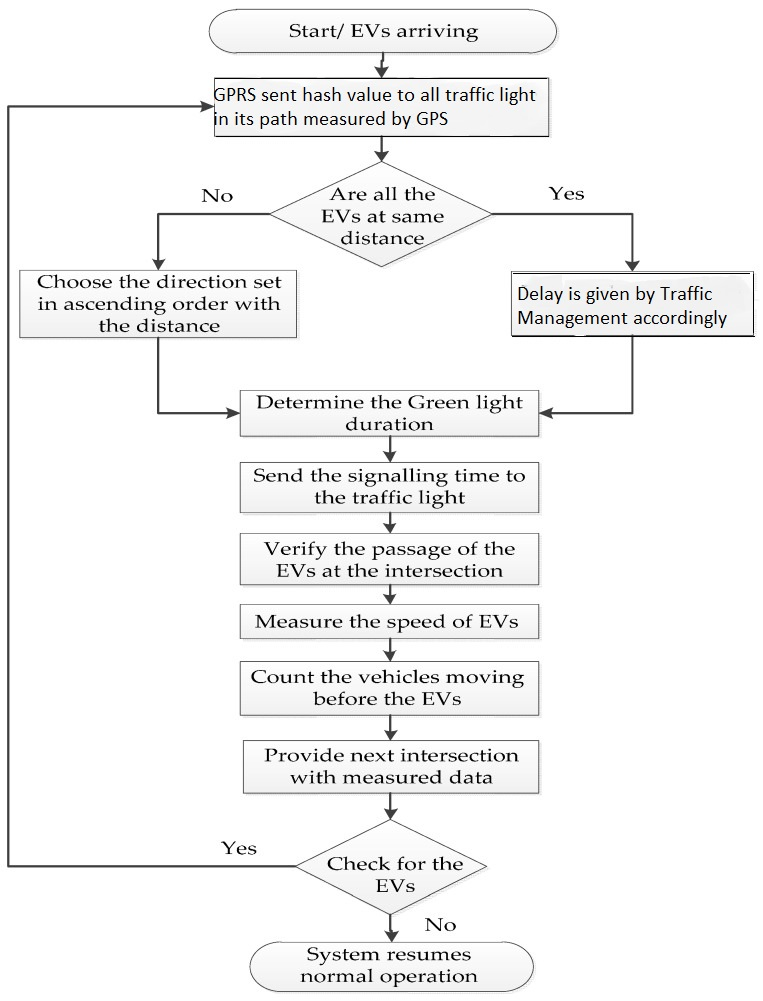 Start/ EVs arriving
GPRS sent hash value to all traffic light
in its path measured by GPS
Are all the
EVs at same
distance
No
Yes
Choose the direction set
in ascending order with
the distance
Delay is given by Traffic
Management accordingly
Determine the Green light
duration
Send the signalling time to
the traffic light
Verify the passage of the
EVs at the intersection
Measure the speed of EVs
Count the vehicles moving
before the EVs
Provide next intersection
with measured data
Yes
Check for the
EVs
No
System resumes
normal operation